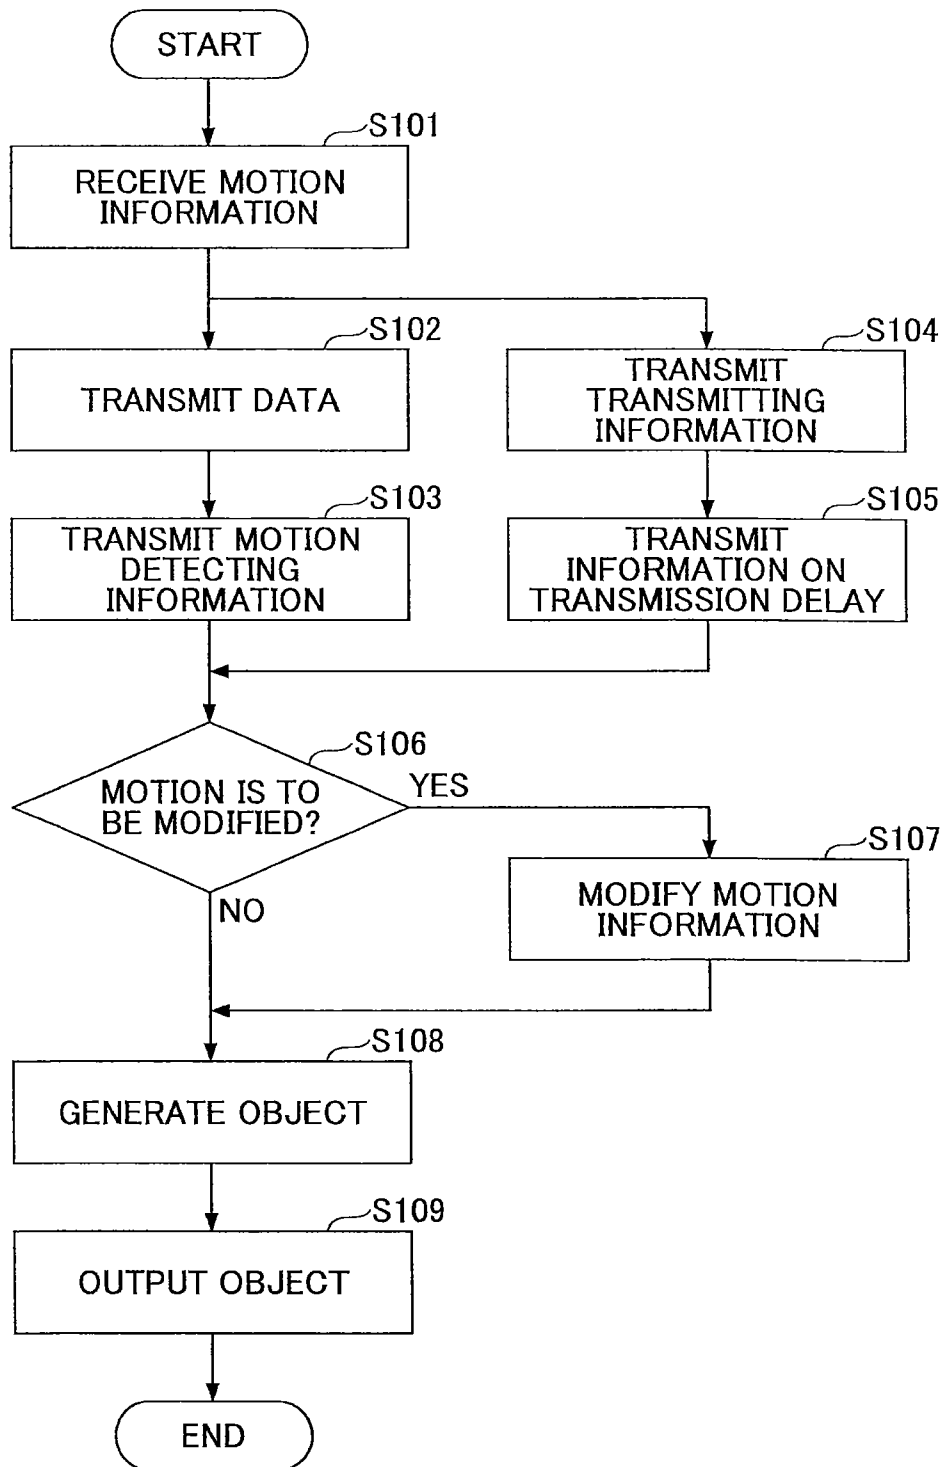 START
S101
RECEIVE MOTION
INFORMATION
S102
TRANSMIT DATA
S104
TRANSMIT
TRANSMITTING
INFORMATION
S103
TRANSMIT MOTION
DETECTING
INFORMATION
S105
TRANSMIT
INFORMATION ON
TRANSMISSION DELAY
S106
MOTION IS TO
BE MODIFIED?
YES
NO
S107
MODIFY MOTION
INFORMATION
S108
GENERATE OBJECT
S109
OUTPUT OBJECT
END